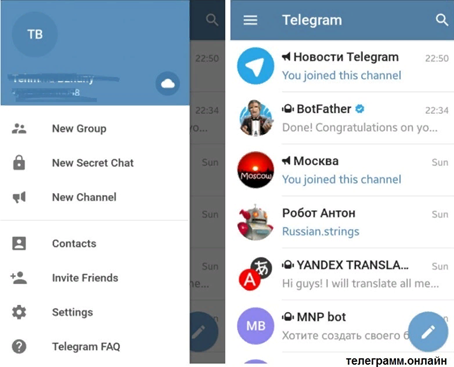 TB
New Group
New Secret Chat
New Channel
Contacts
Invite Friends
Settings
Telegram FAQ
22:50
22:34
yo...
Sun
Sun
Sun
me...
Telegram
Новости Telegram 22:50
You joined this channel
BotFather 22:34
Done! Congratulations on yo...
Москва Sun
Moscow
You joined this channel
Робот Антон Sun
Russian.strings
YANDEX TRANSLA... Sun
A あ
Hi guys! I will translate all me...
MNP bot Sun
MB
Хотите создать своего б
телеграмм.онлайн